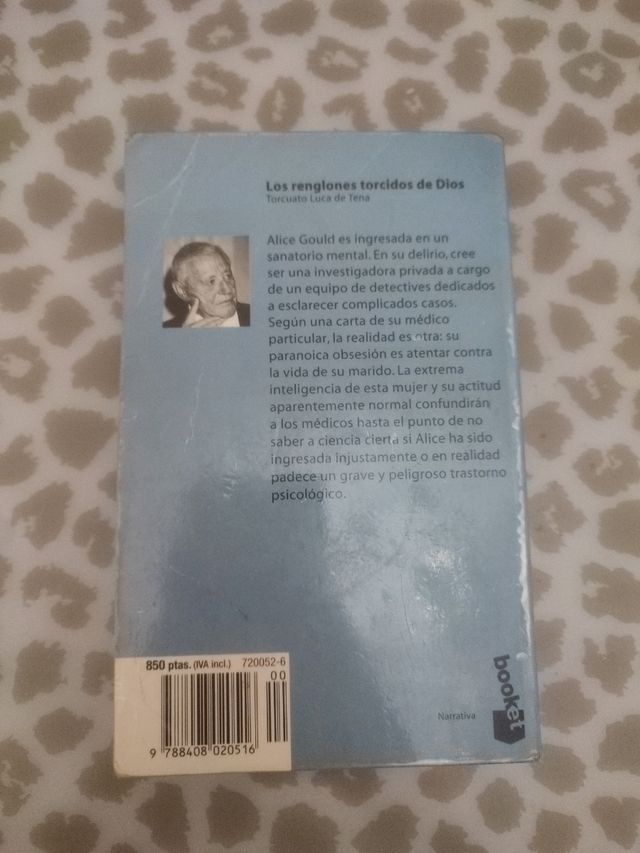 Los renglones torcidos de Dios
Torcuato Luca de Tena
Alice Gould es ingresada en un
sanatorio mental. En su delirio, cree
ser una investigadora privada a cargo
de un equipo de detectives dedicados
a esclarecer complicados casos.
Según una carta de su médico
particular, la realidad es otra: su
paranoica obsesión es atentar contra
la vida de su marido. La extrema
inteligencia de esta mujer y su actitud
aparentemente normal confundirán
a los médicos hasta el punto de no
saber a ciencia cierta si Alice ha sido
ingresada injustamente o en realidad
padece un grave y peligroso trastorno
psicológico.
850 ptas. (IVA incl.) 720052-6
00
9 788408 020516
Narrativa
booket